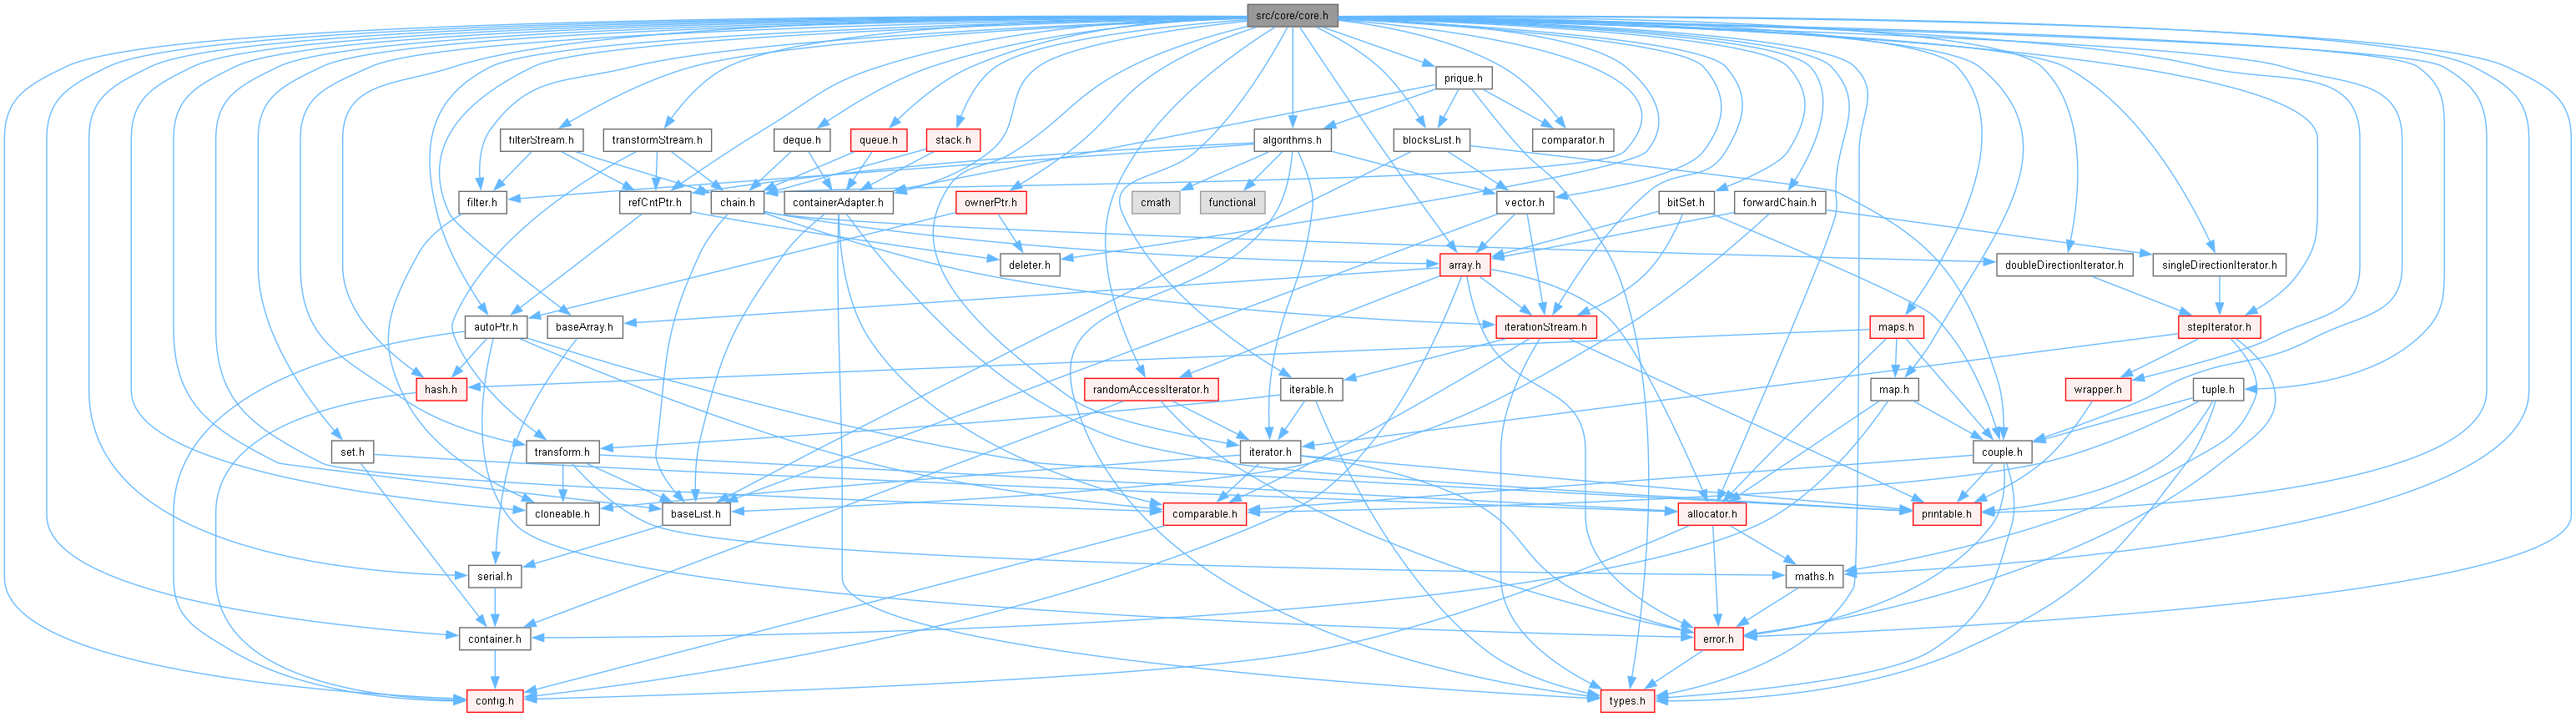 src/core/core.h
prique.h
filterStream.h
transformStream.h
deque.h
queue.h
stack.h
algorithms.h
blocksList.h
comparator.h
filter.h
refCntPtr.h
chain.h
containerAdapter.h
ownerPtr.h
cmath
functional
vector.h
bitSet.h
forwardChain.h
deleter.h
array.h
doubleDirectionIterator.h
singleDirectionIterator.h
autoPtr.h
baseArray.h
iterationStream.h
maps.h
stepIterator.h
hash.h
randomAccessIterator.h
iterable.h
map.h
wrapper.h
tuple.h
set.h
transform.h
iterator.h
couple.h
cloneable.h
baseList.h
comparable.h
allocator.h
printable.h
serial.h
maths.h
container.h
error.h
config.h
types.h